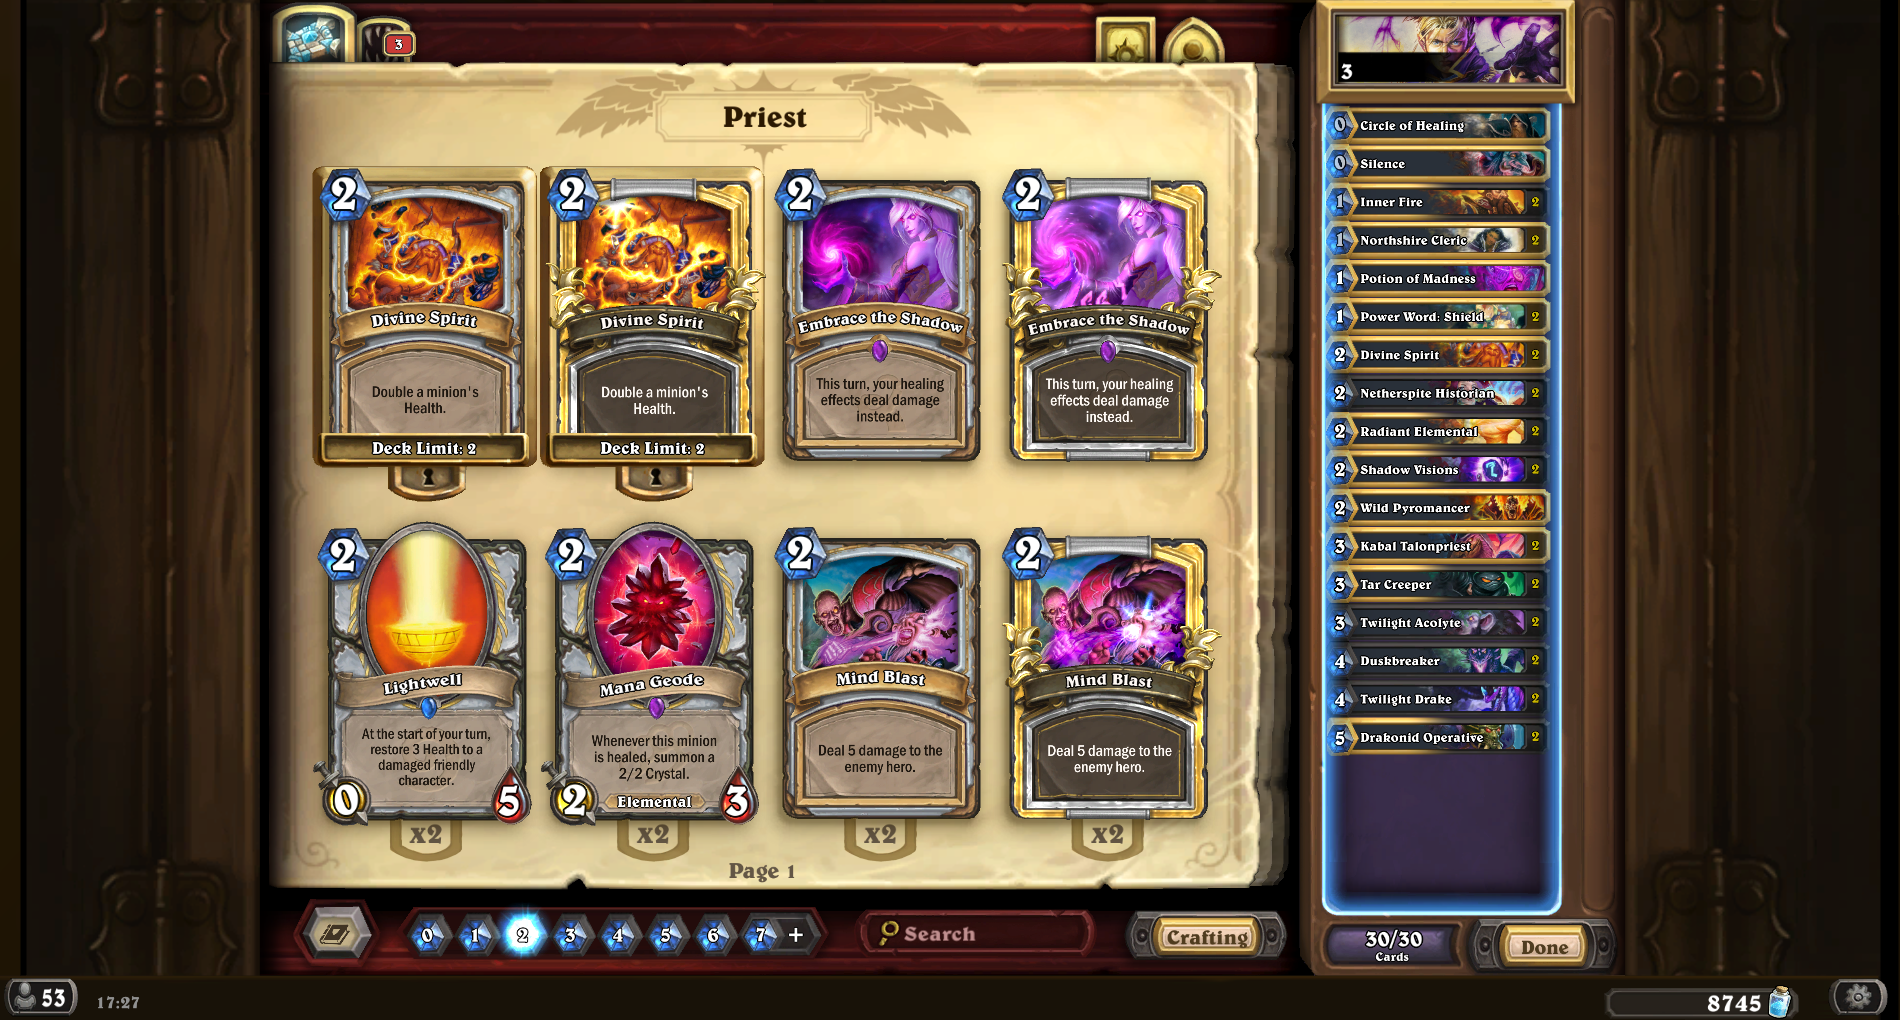 3
3
Priest
2
Divine Spirit
Double a minion's
Health.
Deck Limit: 2
2
Divine Spirit
Double a minion's
Health.
Deck Limit: 2
2
Embrace the Shadow
This turn, your healing
effects deal damage
instead.
2
Embrace the Shadow
This turn, your healing
effects deal damage
instead.
2
Lightwell
At the start of your turn,
restore 3 Health to a
damaged friendly
character.
0
5
x2
2
Mana Geode
Whenever this minion
is healed, summon a
2/2 Crystal.
Elemental
2
3
x2
2
Mind Blast
Deal 5 damage to the
enemy hero.
x2
2
Mind Blast
Deal 5 damage to the
enemy hero.
x2
Page 1
0 1 2 3 4 5 6 7 +
Search
Crafting
0 Circle of Healing
0 Silence
1 Inner Fire 2
1 Northshire Cleric 2
1 Potion of Madness
1 Power Word: Shield 2
2 Divine Spirit 2
2 Netherspite Historian 2
2 Radiant Elemental 2
2 Shadow Visions 2
2 Wild Pyromancer
3 Kabal Talonpriest 2
3 Tar Creeper 2
3 Twilight Acolyte 2
4 Duskbreaker 2
4 Twilight Drake 2
5 Drakonid Operative 2
30/30
Cards
Done
53
17:27
8745